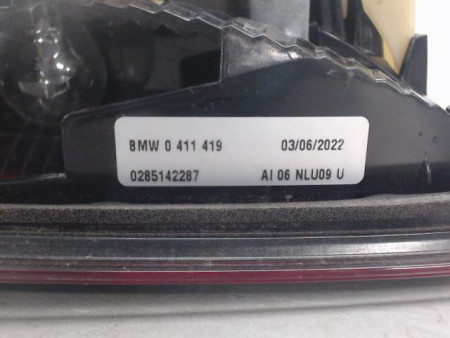 BMW 0 411 419 03/06/2022
0285142287 AI 06 NLU09 U